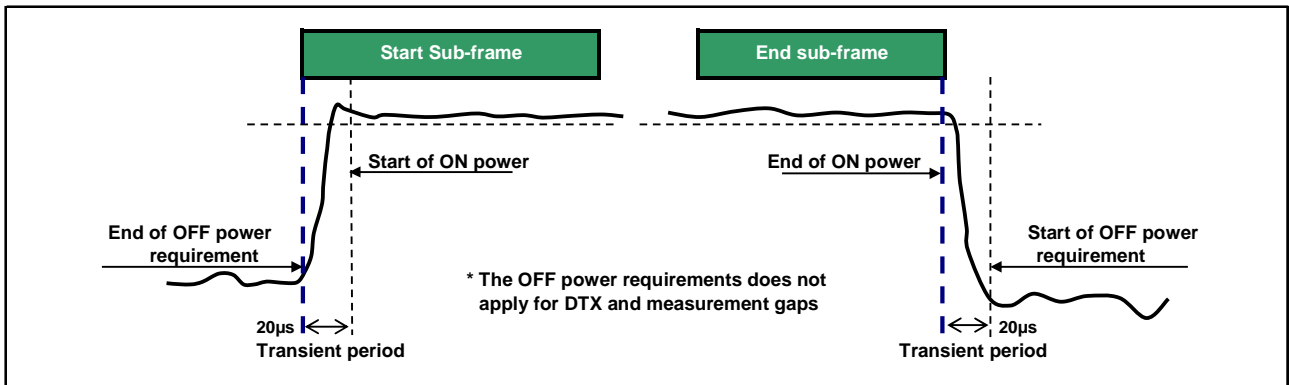 Start Sub-frame
End sub-frame
Start of ON power
End of ON power
End of OFF power
requirement
Start of OFF power
requirement
* The OFF power requirements does not
apply for DTX and measurement gaps
20µs
Transient period
20µs
Transient period